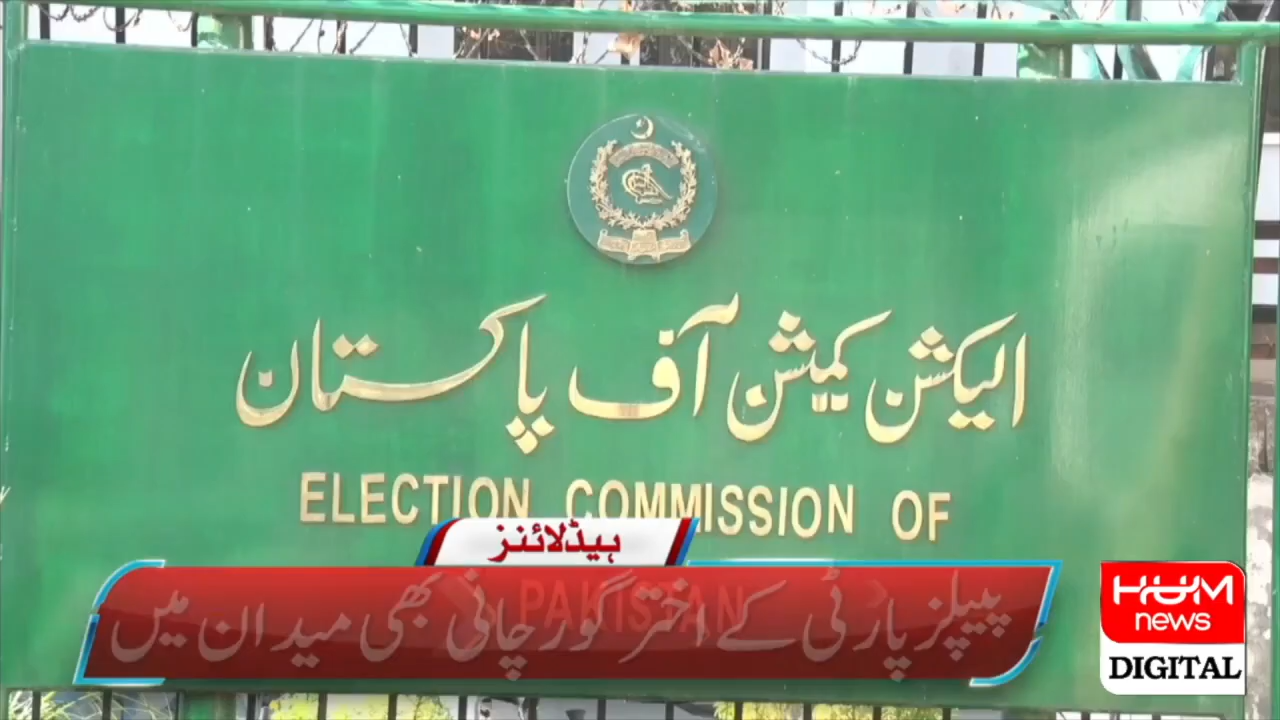 الیکشن کمیشن آف پاکستان
ELECTION COMMISSION OF
PAKISTAN
ہیڈلائنز
پیپلز پارٹی کے اختر گورچانی بھی میدان میں
HUM
news
DIGITAL